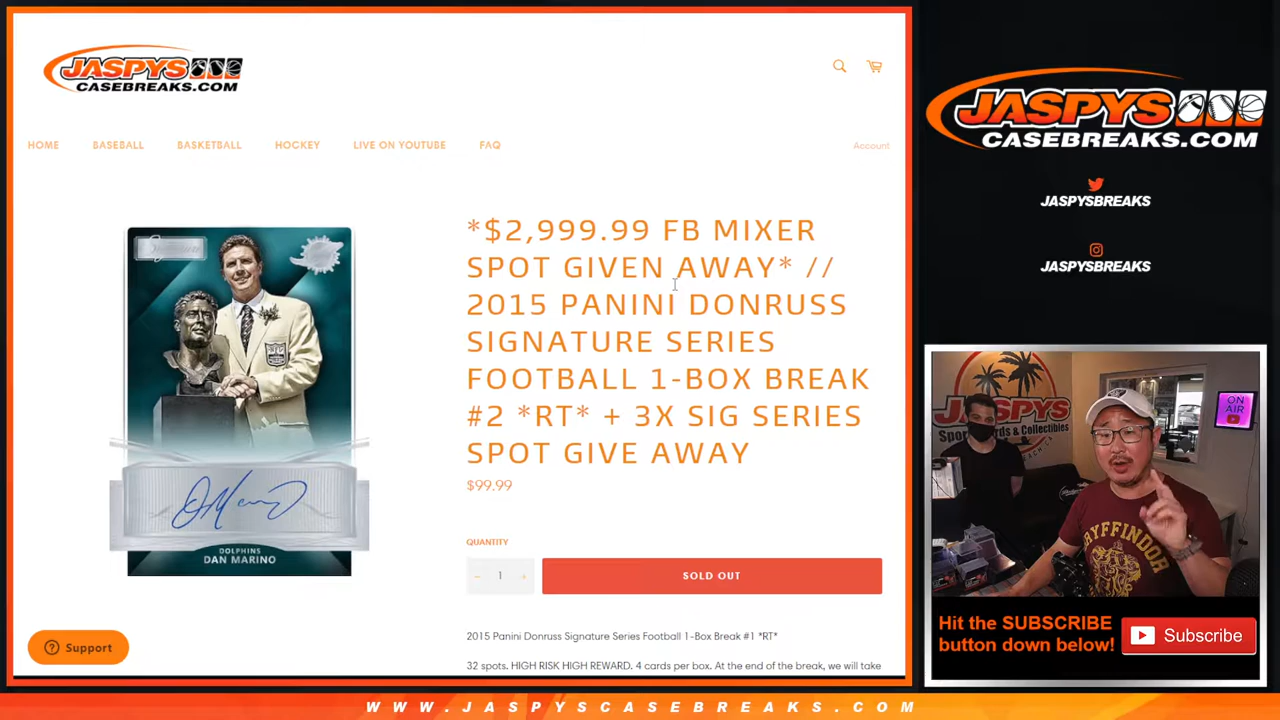 JASPYS
CASEBREAKS.COM
HOME BASEBALL BASKETBALL HOCKEY LIVE ON YOUTUBE FAQ Account
DOLPHINS
DAN MARINO
*$2,999.99 FB MIXER
SPOT GIVEN AWAY* //
2015 PANINI DONRUSS
SIGNATURE SERIES
FOOTBALL 1-BOX BREAK
#2 *RT* + 3X SIG SERIES
SPOT GIVE AWAY
$99.99
QUANTITY
− 1 +
SOLD OUT
2015 Panini Donruss Signature Series Football 1-Box Break #1 *RT*
32 spots. HIGH RISK HIGH REWARD. 4 cards per box. At the end of the break, we will take
Support
JASPYS
CASEBREAKS.COM
JASPYSBREAKS
JASPYSBREAKS
JASPYS
ON
AIR
GRYFFINDOR
Hit the SUBSCRIBE
button down below!
Subscribe
WWW.JASPYSCASEBREAKS.COM